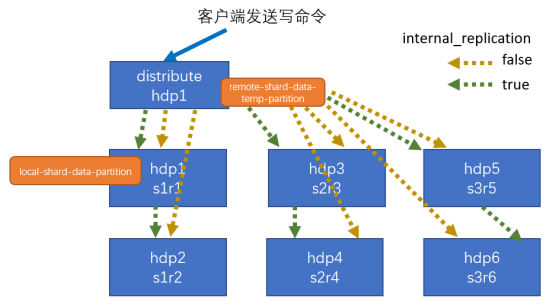 客户端发送写命令
internal_replication
false
true
distribute
hdp1
remote-shard-data-
temp-partition
local-shard-data-partition
hdp1
s1r1
hdp3
s2r3
hdp5
s3r5
hdp2
s1r2
hdp4
s2r4
hdp6
s3r6